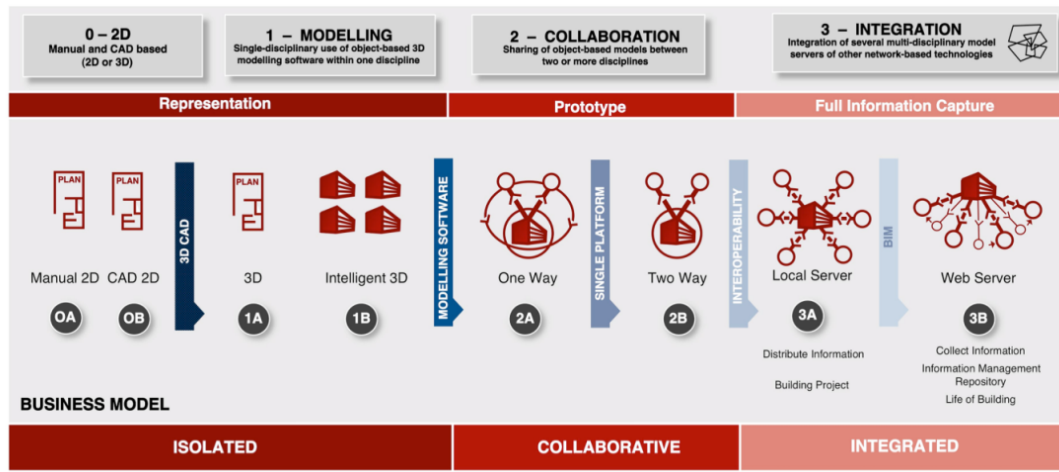 0 – 2D
Manual and CAD based
(2D or 3D)
1 – MODELLING
Single-disciplinary use of object-based 3D
modelling software within one discipline
2 – COLLABORATION
Sharing of object-based models between
two or more disciplines
3 – INTEGRATION
Integration of several multi-disciplinary model
servers of other network-based technologies
Representation
Prototype
Full Information Capture
PLAN
PLAN
3D CAD
PLAN
MODELLING SOFTWARE
SINGLE PLATFORM
INTEROPERABILITY
BIM
Manual 2D
CAD 2D
3D
Intelligent 3D
One Way
Two Way
Local Server
Web Server
OA
OB
1A
1B
2A
2B
3A
3B
Distribute Information
Building Project
Collect Information
Information Management
Repository
Life of Building
BUSINESS MODEL
ISOLATED
COLLABORATIVE
INTEGRATED